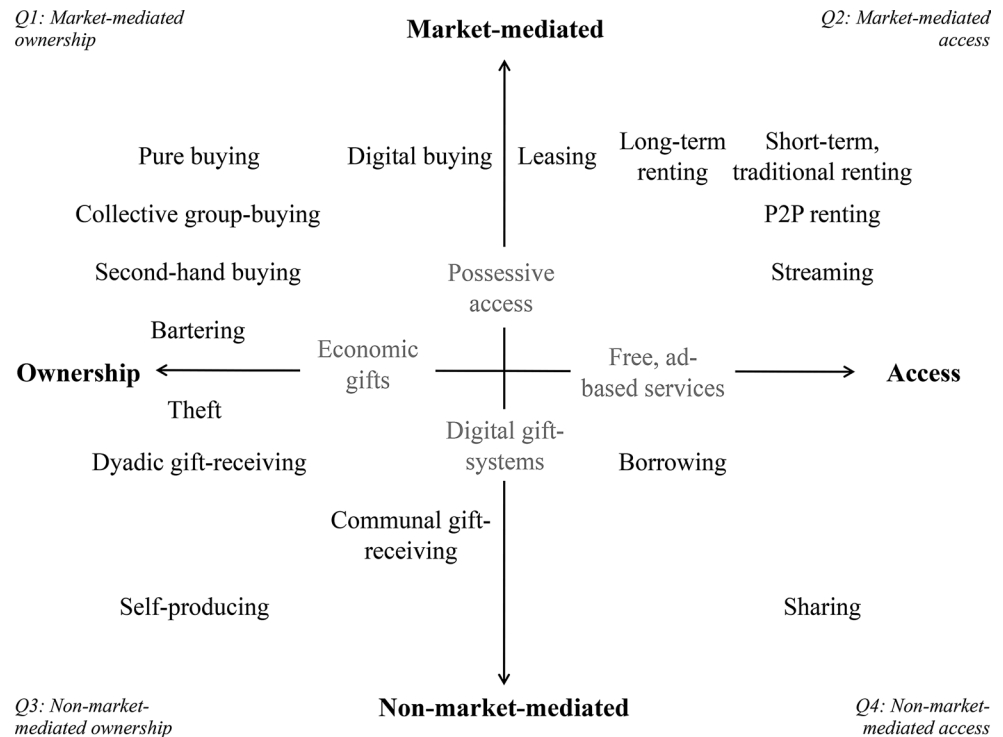 Q1: Market-mediated
ownership
Market-mediated
Q2: Market-mediated
access
Pure buying
Digital buying
Leasing
Long-term
renting
Short-term,
traditional renting
Collective group-buying
P2P renting
Second-hand buying
Possessive
access
Streaming
Bartering
Ownership
Economic
gifts
Free, ad-
based services
Access
Theft
Dyadic gift-receiving
Digital gift-
systems
Borrowing
Communal gift-
receiving
Self-producing
Sharing
Q3: Non-market-
mediated ownership
Non-market-mediated
Q4: Non-market-
mediated access